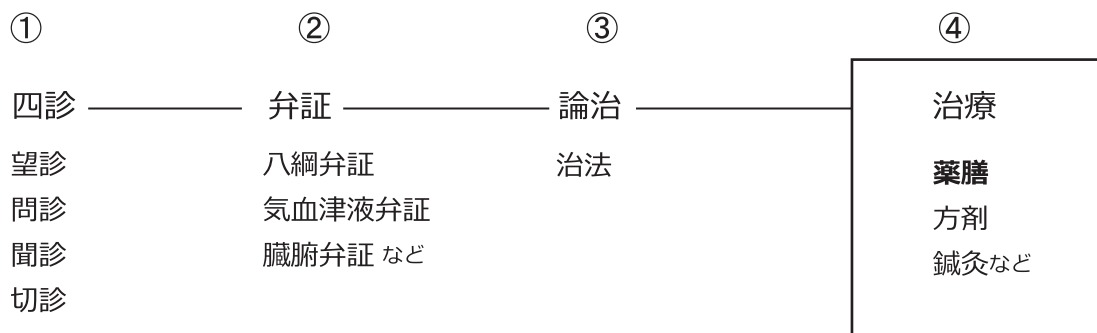 ① ② ③ ④
四診 弁証 論治 治療
望診 八綱弁証 治法 薬膳
問診 気血津液弁証 方剤
聞診 臓腑弁証 など 鍼灸など
切診